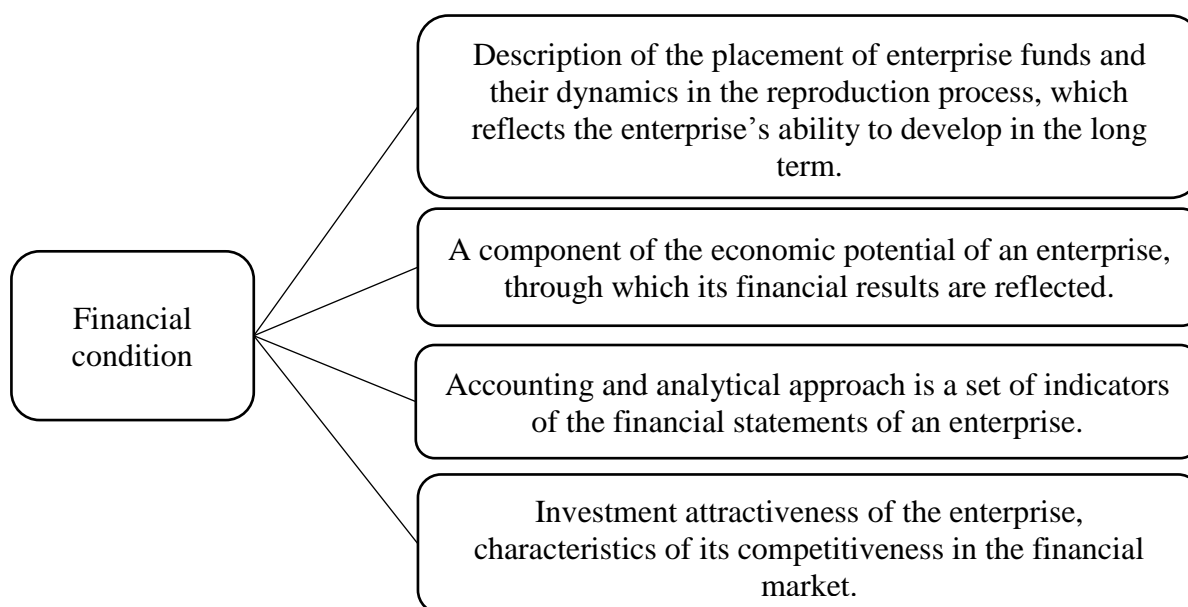 Description of the placement of enterprise funds and
their dynamics in the reproduction process, which
reflects the enterprise’s ability to develop in the long
term.
A component of the economic potential of an enterprise,
through which its financial results are reflected.
Financial
condition
Accounting and analytical approach is a set of indicators
of the financial statements of an enterprise.
Investment attractiveness of the enterprise,
characteristics of its competitiveness in the financial
market.